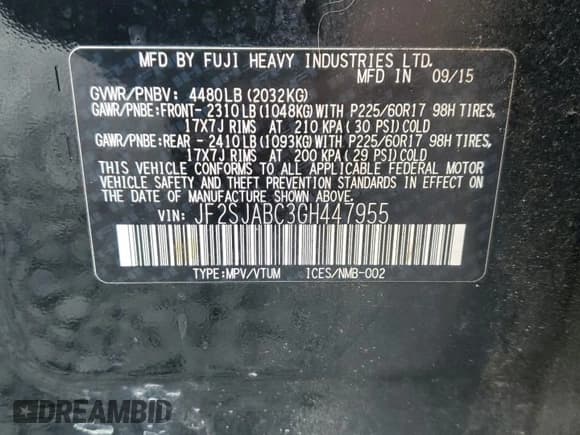 MFD BY FUJI HEAVY INDUSTRIES LTD.
MFD IN 09/15
GVWR/PNBV: 4480LB (2032KG)
GAWR/PNBE:FRONT- 2310LB (1048KG)WITH P225/60R17 98H TIRES,
17X7J RIMS AT 210 KPA (30 PSI) COLD
GAWR/PNBE:REAR - 2410LB (1093KG)WITH P225/60R17 98H TIRES,
17X7J RIMS AT 200 KPA (29 PSI) COLD
THIS VEHICLE CONFORMS TO ALL APPLICABLE FEDERAL MOTOR
VEHICLE SAFETY AND THEFT PREVENTION STANDARDS IN EFFECT ON
THE DATE OF MANUFACTURE SHOWN ABOVE.
VIN: JF2SJABC3GH447955
TYPE:MPV/VTUM ICES/NMB-002
DREAMBID